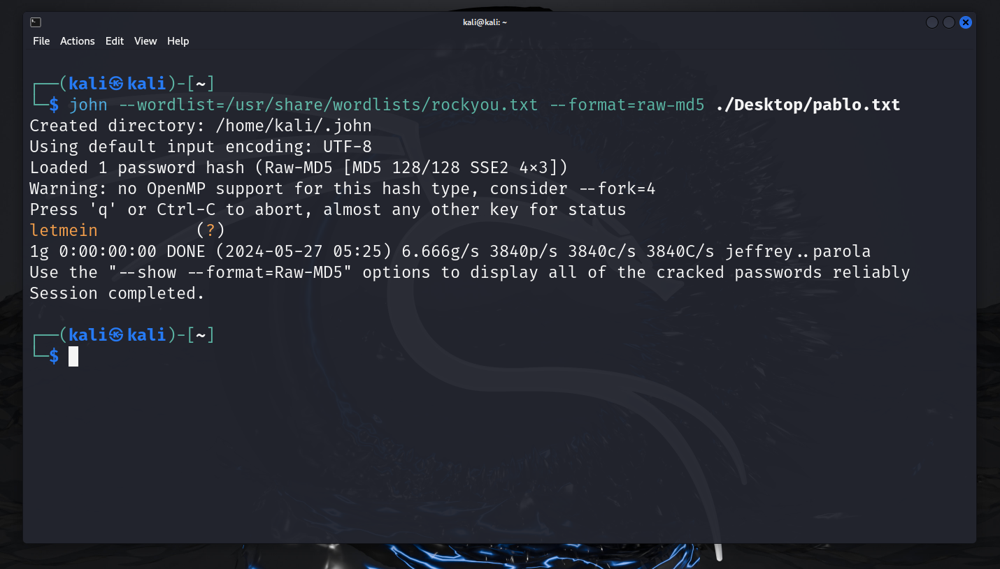 kali@kali: ~
File Actions Edit View Help
┌──(kali㉿kali)-[~]
└─$ john --wordlist=/usr/share/wordlists/rockyou.txt --format=raw-md5 ./Desktop/pablo.txt
Created directory: /home/kali/.john
Using default input encoding: UTF-8
Loaded 1 password hash (Raw-MD5 [MD5 128/128 SSE2 4x3])
Warning: no OpenMP support for this hash type, consider --fork=4
Press 'q' or Ctrl-C to abort, almost any other key for status
letmein          (?)
1g 0:00:00:00 DONE (2024-05-27 05:25) 6.666g/s 3840p/s 3840c/s 3840C/s jeffrey..parola
Use the "--show --format=Raw-MD5" options to display all of the cracked passwords reliably
Session completed.
┌──(kali㉿kali)-[~]
└─$